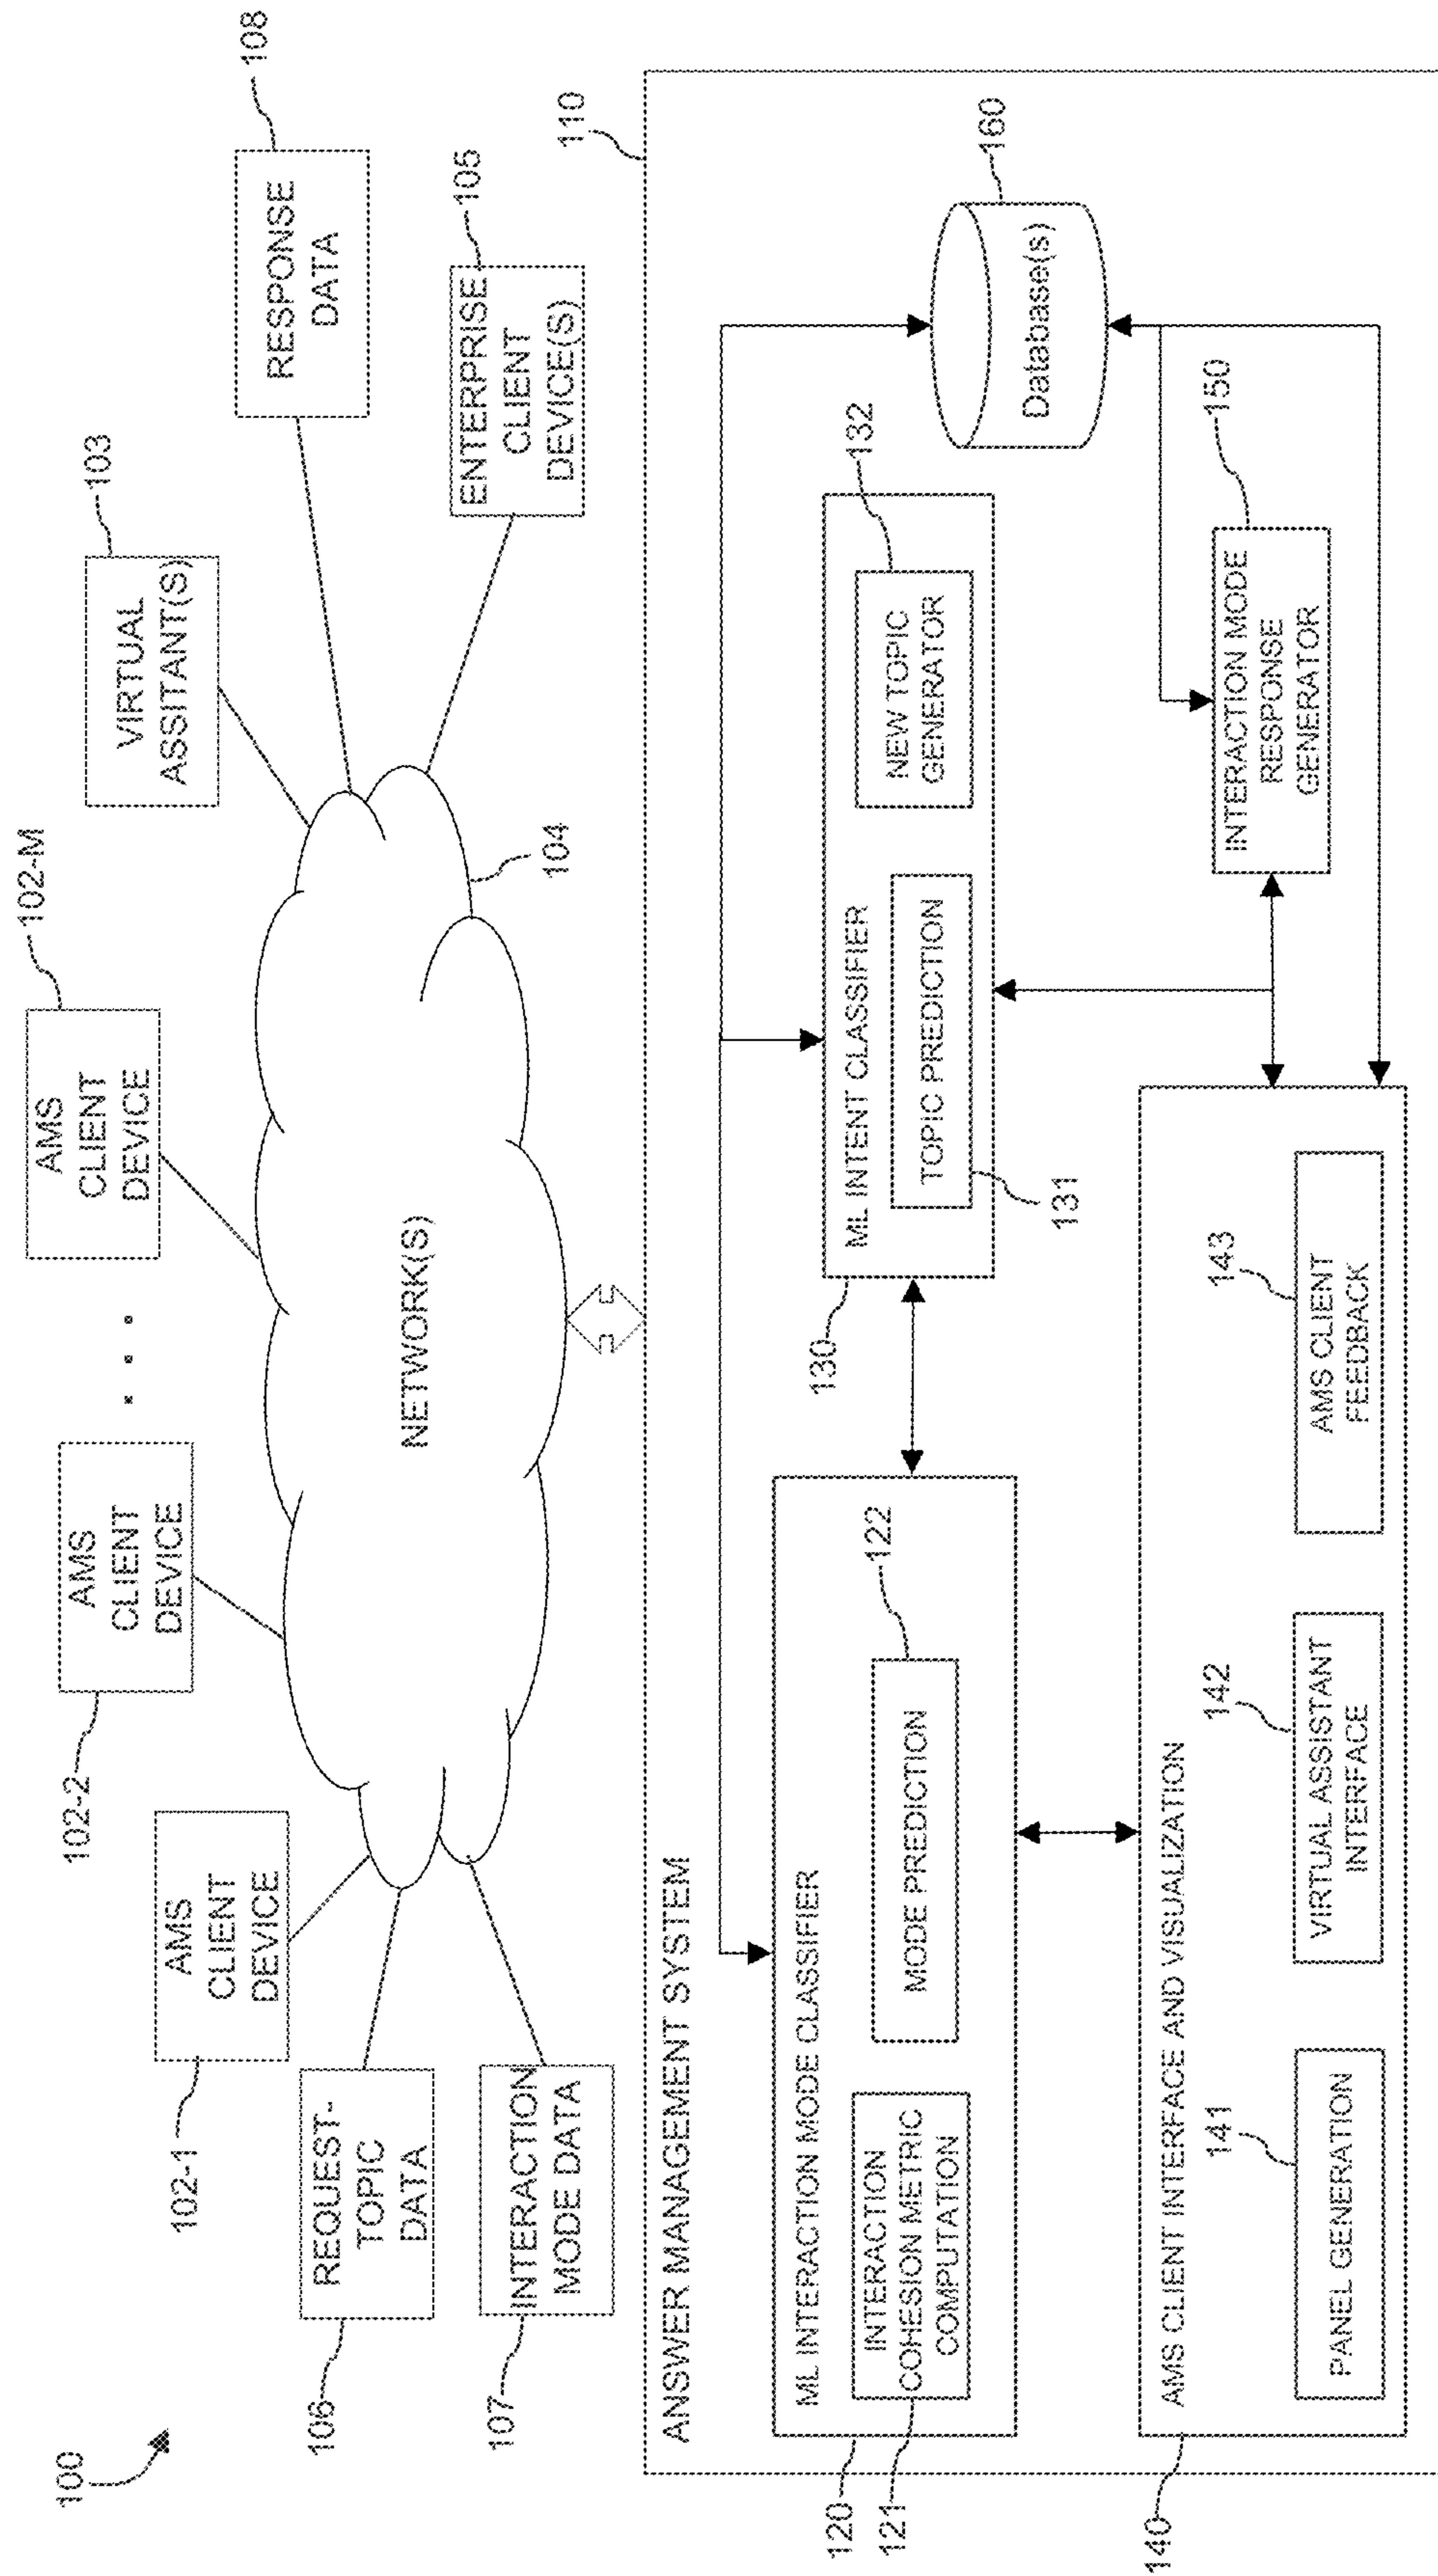 100
102-1
AMS
CLIENT
DEVICE
102-2
AMS
CLIENT
DEVICE
102-M
AMS
CLIENT
DEVICE
103
VIRTUAL
ASSITANT(S)
108
RESPONSE
DATA
106
REQUEST-
TOPIC
DATA
107
INTERACTION
MODE DATA
NETWORK(S)
104
105
ENTERPRISE
CLIENT
DEVICE(S)
110
ANSWER MANAGEMENT SYSTEM
120
ML INTERACTION MODE CLASSIFIER
121
INTERACTION
COHESION METRIC
COMPUTATION
122
MODE PREDICTION
130
ML INTENT CLASSIFIER
131
TOPIC PREDICTION
132
NEW TOPIC
GENERATOR
160
Database(s)
140
AMS CLIENT INTERFACE AND VISUALIZATION
141
PANEL GENERATION
142
VIRTUAL ASSISTANT
INTERFACE
143
AMS CLIENT
FEEDBACK
150
INTERACTION MODE
RESPONSE
GENERATOR